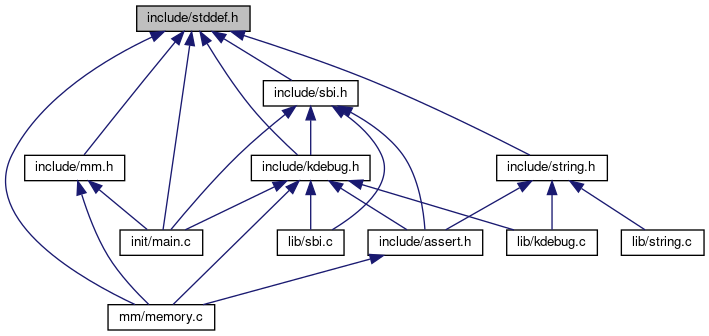 include/stddef.h
include/sbi.h
include/mm.h
include/kdebug.h
include/string.h
init/main.c
lib/sbi.c
include/assert.h
lib/kdebug.c
lib/string.c
mm/memory.c